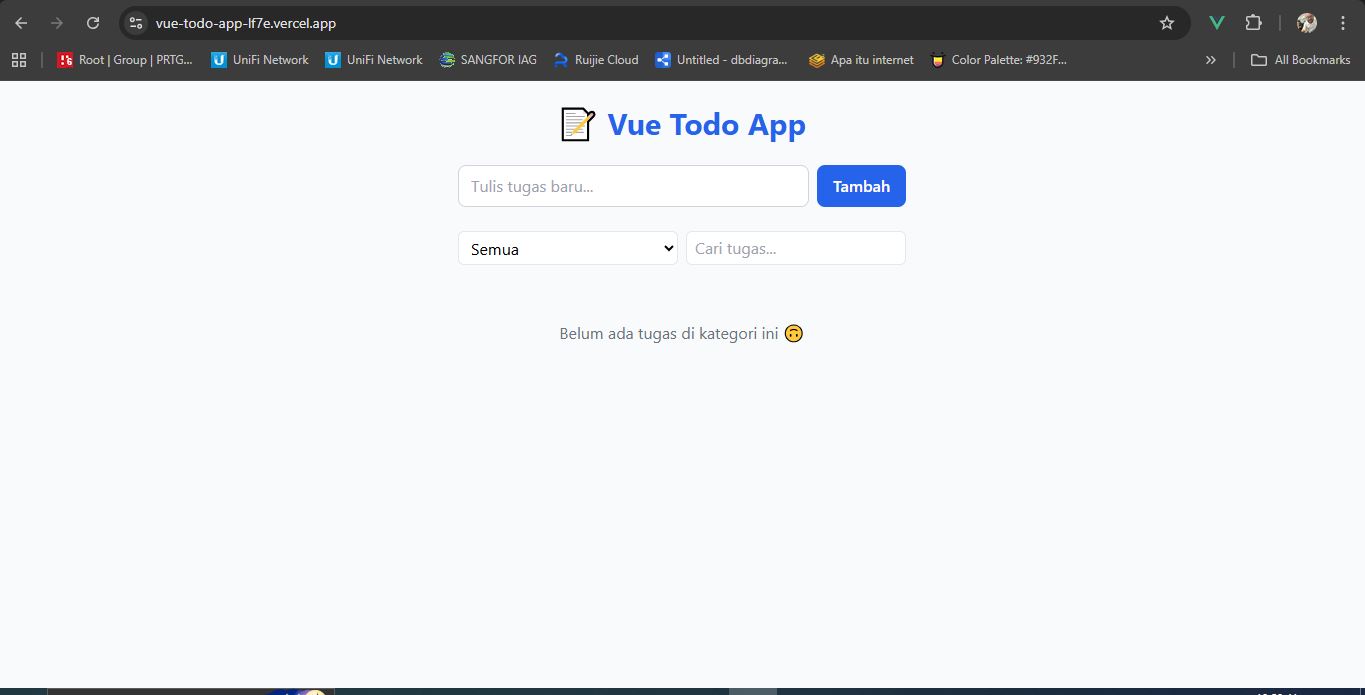 vue-todo-app-lf7e.vercel.app
Root | Group | PRTG... UniFi Network UniFi Network SANGFOR IAG Ruijie Cloud Untitled - dbdiagra... Apa itu internet Color Palette: #932F... » All Bookmarks
Vue Todo App
Tulis tugas baru... Tambah
Semua Cari tugas...
Belum ada tugas di kategori ini 🙃